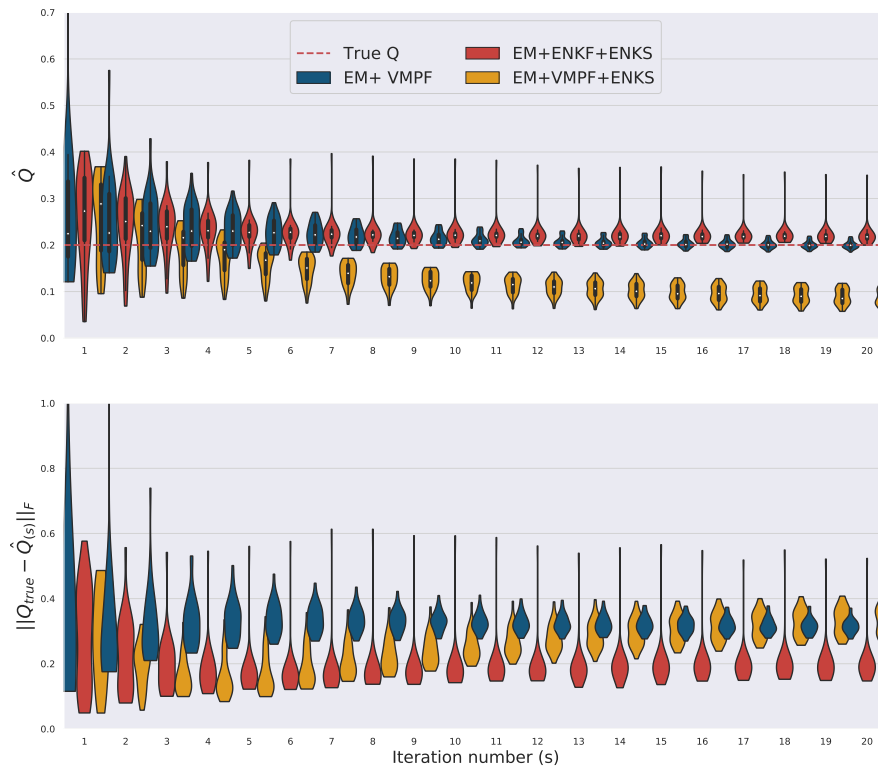 0.7
0.6
0.5
0.4
0.3
0.2
0.1
0.0
Q̂
True Q
EM+ VMPF
EM+ENKF+ENKS
EM+VMPF+ENKS
1 2 3 4 5 6 7 8 9 10 11 12 13 14 15 16 17 18 19 20
1.0
0.8
0.6
0.4
0.2
0.0
||Q_true − Q̂_(s)||_F
1 2 3 4 5 6 7 8 9 10 11 12 13 14 15 16 17 18 19 20
Iteration number (s)